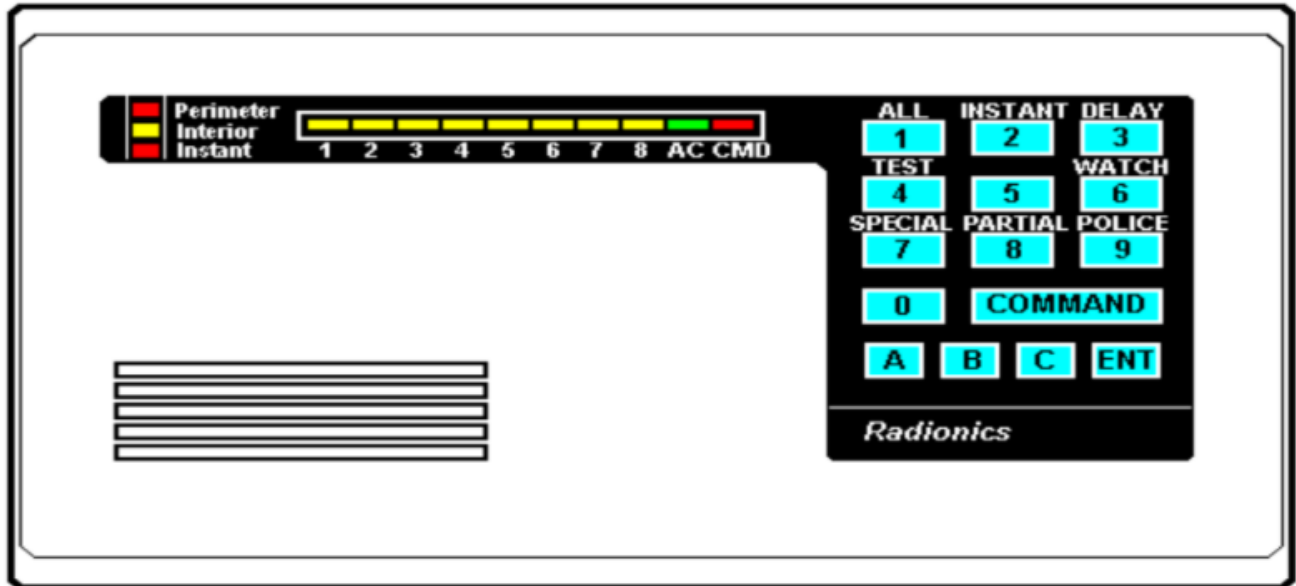 Perimeter
Interior
Instant
1 2 3 4 5 6 7 8 AC CMD
ALL INSTANT DELAY
1 2 3
TEST WATCH
4 5 6
SPECIAL PARTIAL POLICE
7 8 9
0 COMMAND
A B C ENT
Radionics